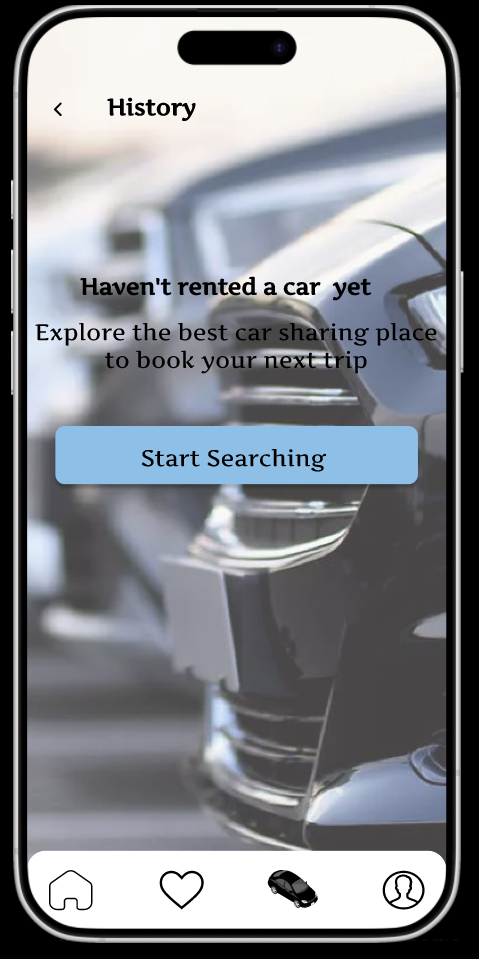 History
Haven't rented a car  yet
Explore the best car sharing place
to book your next trip
Start Searching